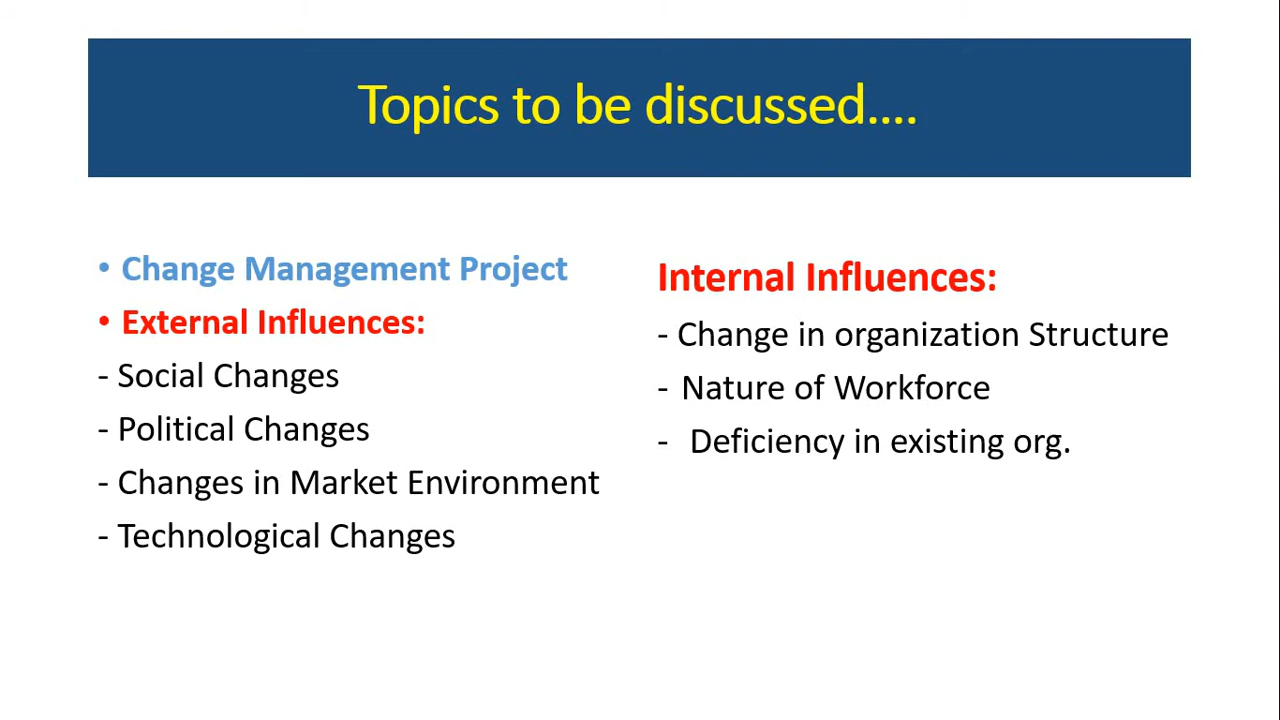 Topics to be discussed....
• Change Management Project
• External Influences:
- Social Changes
- Political Changes
- Changes in Market Environment
- Technological Changes
Internal Influences:
- Change in organization Structure
- Nature of Workforce
- Deficiency in existing org.